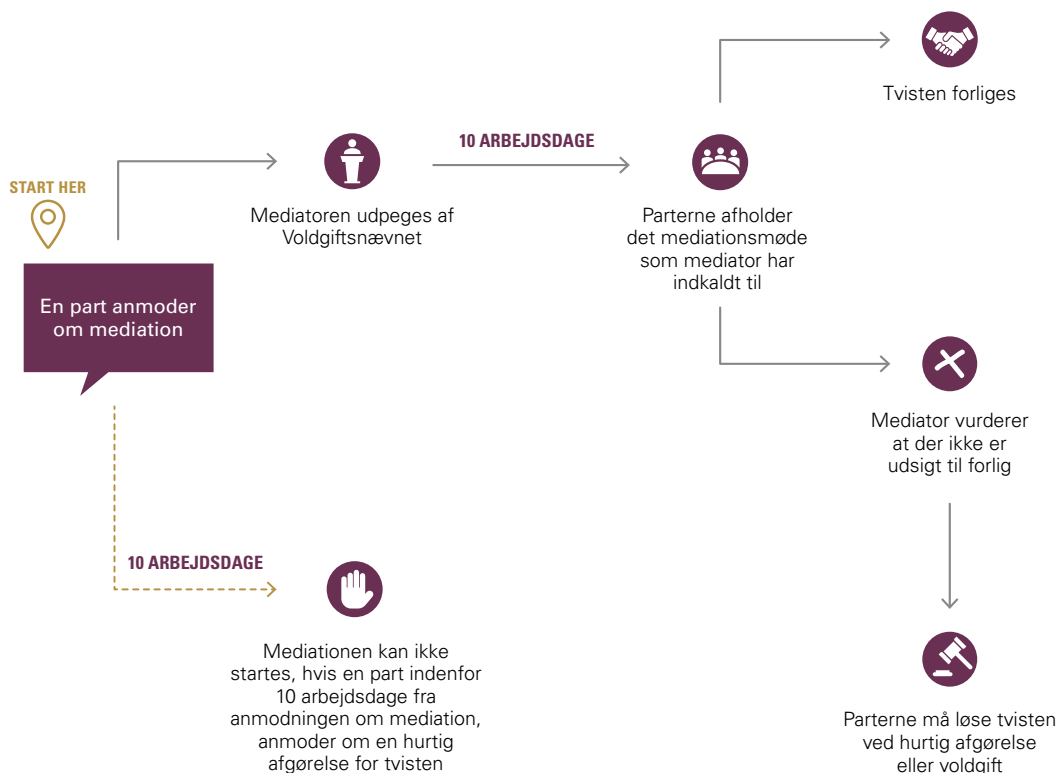 START HER
En part anmoder
om mediation
Mediatoren udpeges af
Voldgiftsnævnet
10 ARBEJDSDAGE
Parterne afholder
det mediationsmøde
som mediator har
indkaldt til
Tvisten forliges
Mediator vurderer
at der ikke er
udsigt til forlig
Parterne må løse tvisten
ved hurtig afgørelse
eller voldgift
10 ARBEJDSDAGE
Mediationen kan ikke
startes, hvis en part indenfor
10 arbejdsdage fra
anmodningen om mediation,
anmoder om en hurtig
afgørelse for tvisten